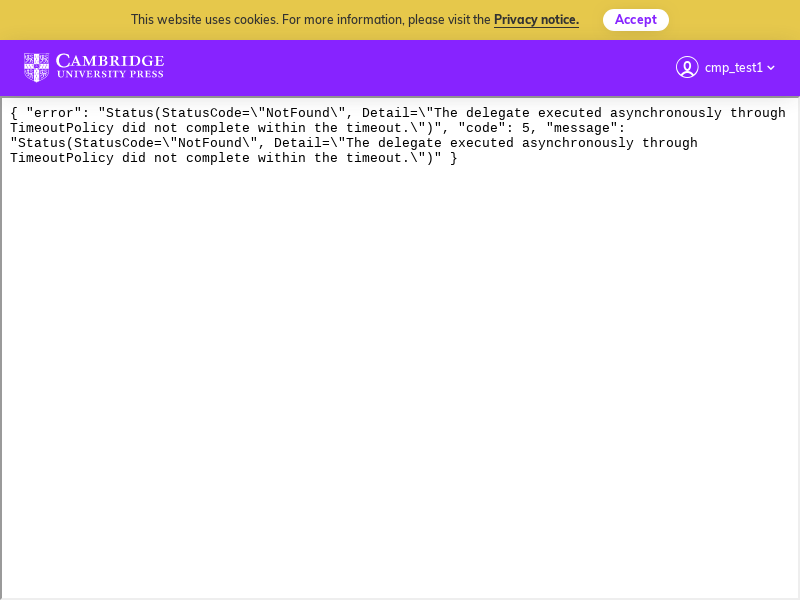 This website uses cookies. For more information, please visit the Privacy notice.
Accept
CAMBRIDGE
UNIVERSITY PRESS
cmp_test1
{ "error": "Status(StatusCode=\"NotFound\", Detail=\"The delegate executed asynchronously through
TimeoutPolicy did not complete within the timeout.\")", "code": 5, "message":
"Status(StatusCode=\"NotFound\", Detail=\"The delegate executed asynchronously through
TimeoutPolicy did not complete within the timeout.\")" }